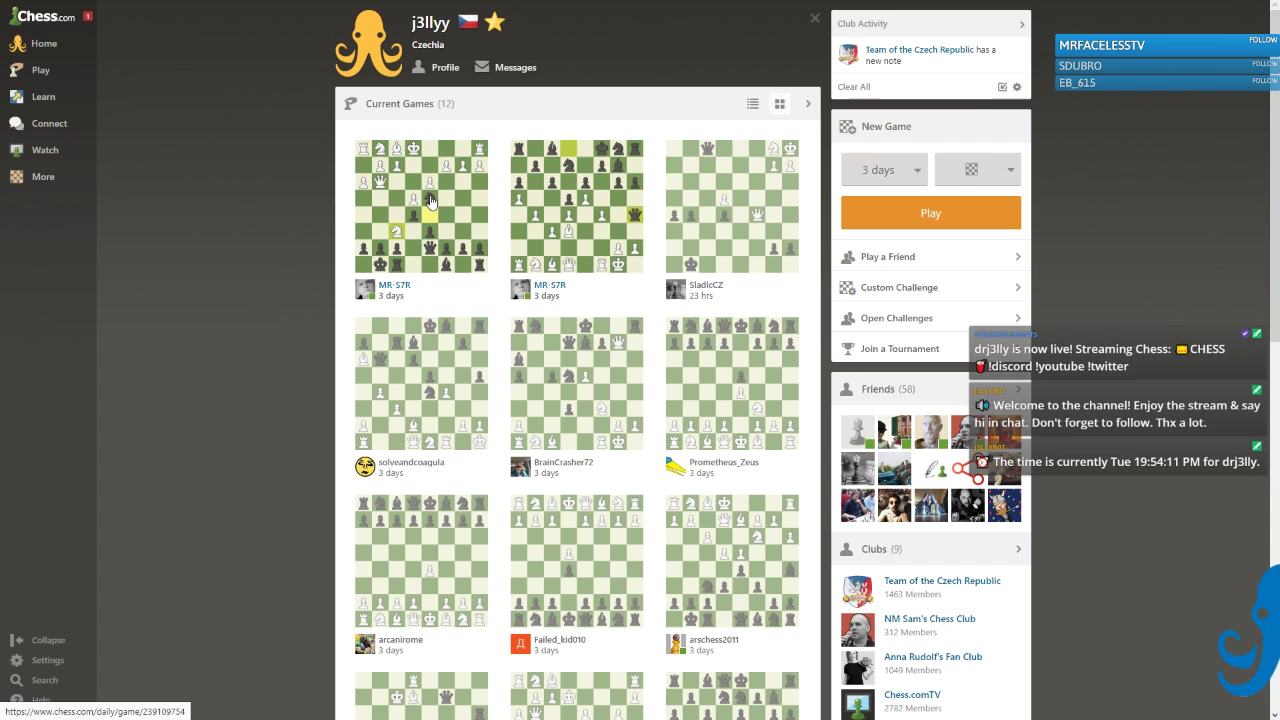 Chess.com
1
Home
Play
Learn
Connect
Watch
More
Collapse
Settings
Search
Help
https://www.chess.com/daily/game/239199754
j3llyy
Czechia
Profile
Messages
Current Games (12)
MR-S7R
3 days
MR-S7R
3 days
SladicCZ
23 hrs
solveandcoagula
3 days
BrainCrasher72
3 days
Prometheus_Zeus
3 days
arcanirome
3 days
Д
Failed_kid010
3 days
arschess2011
3 days
Club Activity
Team of the Czech Republic has a
new note
Clear All
New Game
3 days
Play
Play a Friend
Custom Challenge
Open Challenges
Join a Tournament
Friends (58)
Clubs (9)
Team of the Czech Republic
1463 Members
NM Sam's Chess Club
312 Members
Anna Rudolf's Fan Club
1049 Members
Chess.comTV
2782 Members
MRFACELESSTV FOLLOW
SDUBRO FOLLOW
EB_615 FOLLOW
drj3lly is now live! Streaming Chess: CHESS
!discord !youtube !twitter
J3LLYBOT
Welcome to the channel! Enjoy the stream & say
hi in chat. Don't forget to follow. Thx a lot.
J3LLYBOT
The time is currently Tue 19:54:11 PM for drj3lly.